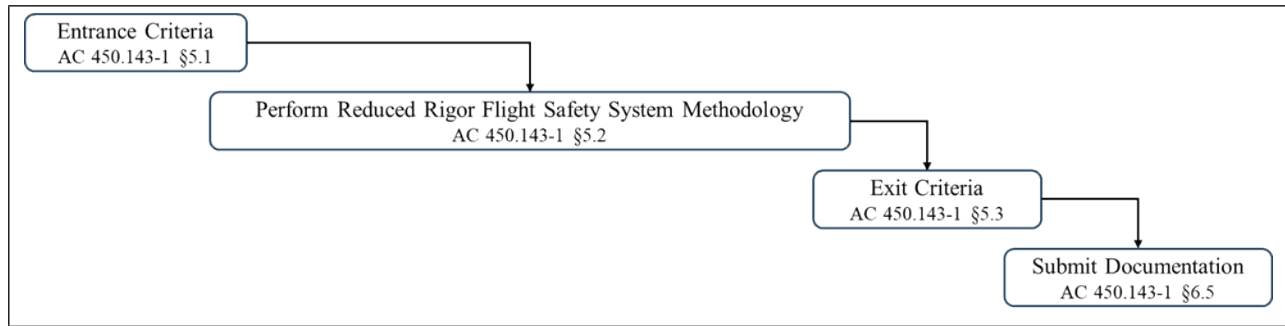 Entrance Criteria
AC 450.143-1 §5.1
Perform Reduced Rigor Flight Safety System Methodology
AC 450.143-1 §5.2
Exit Criteria
AC 450.143-1 §5.3
Submit Documentation
AC 450.143-1 §6.5